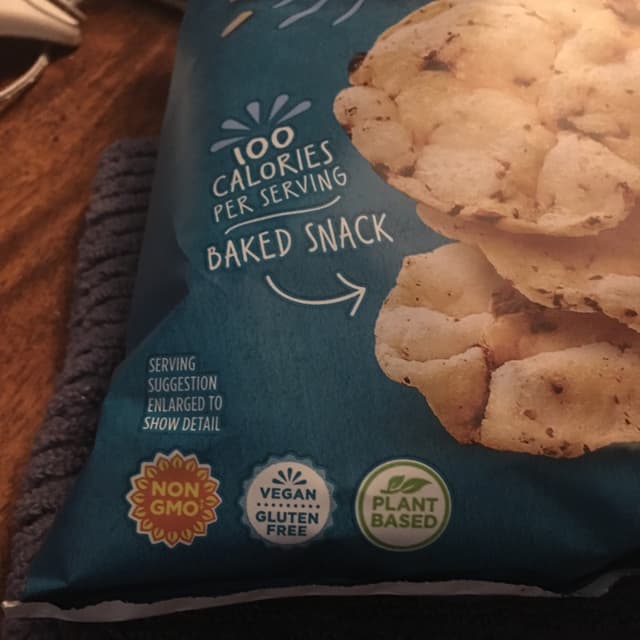 100
CALORIES
PER SERVING
BAKED SNACK
SERVING
SUGGESTION
ENLARGED TO
SHOW DETAIL
NON
GMO
VEGAN
GLUTEN
FREE
PLANT
BASED